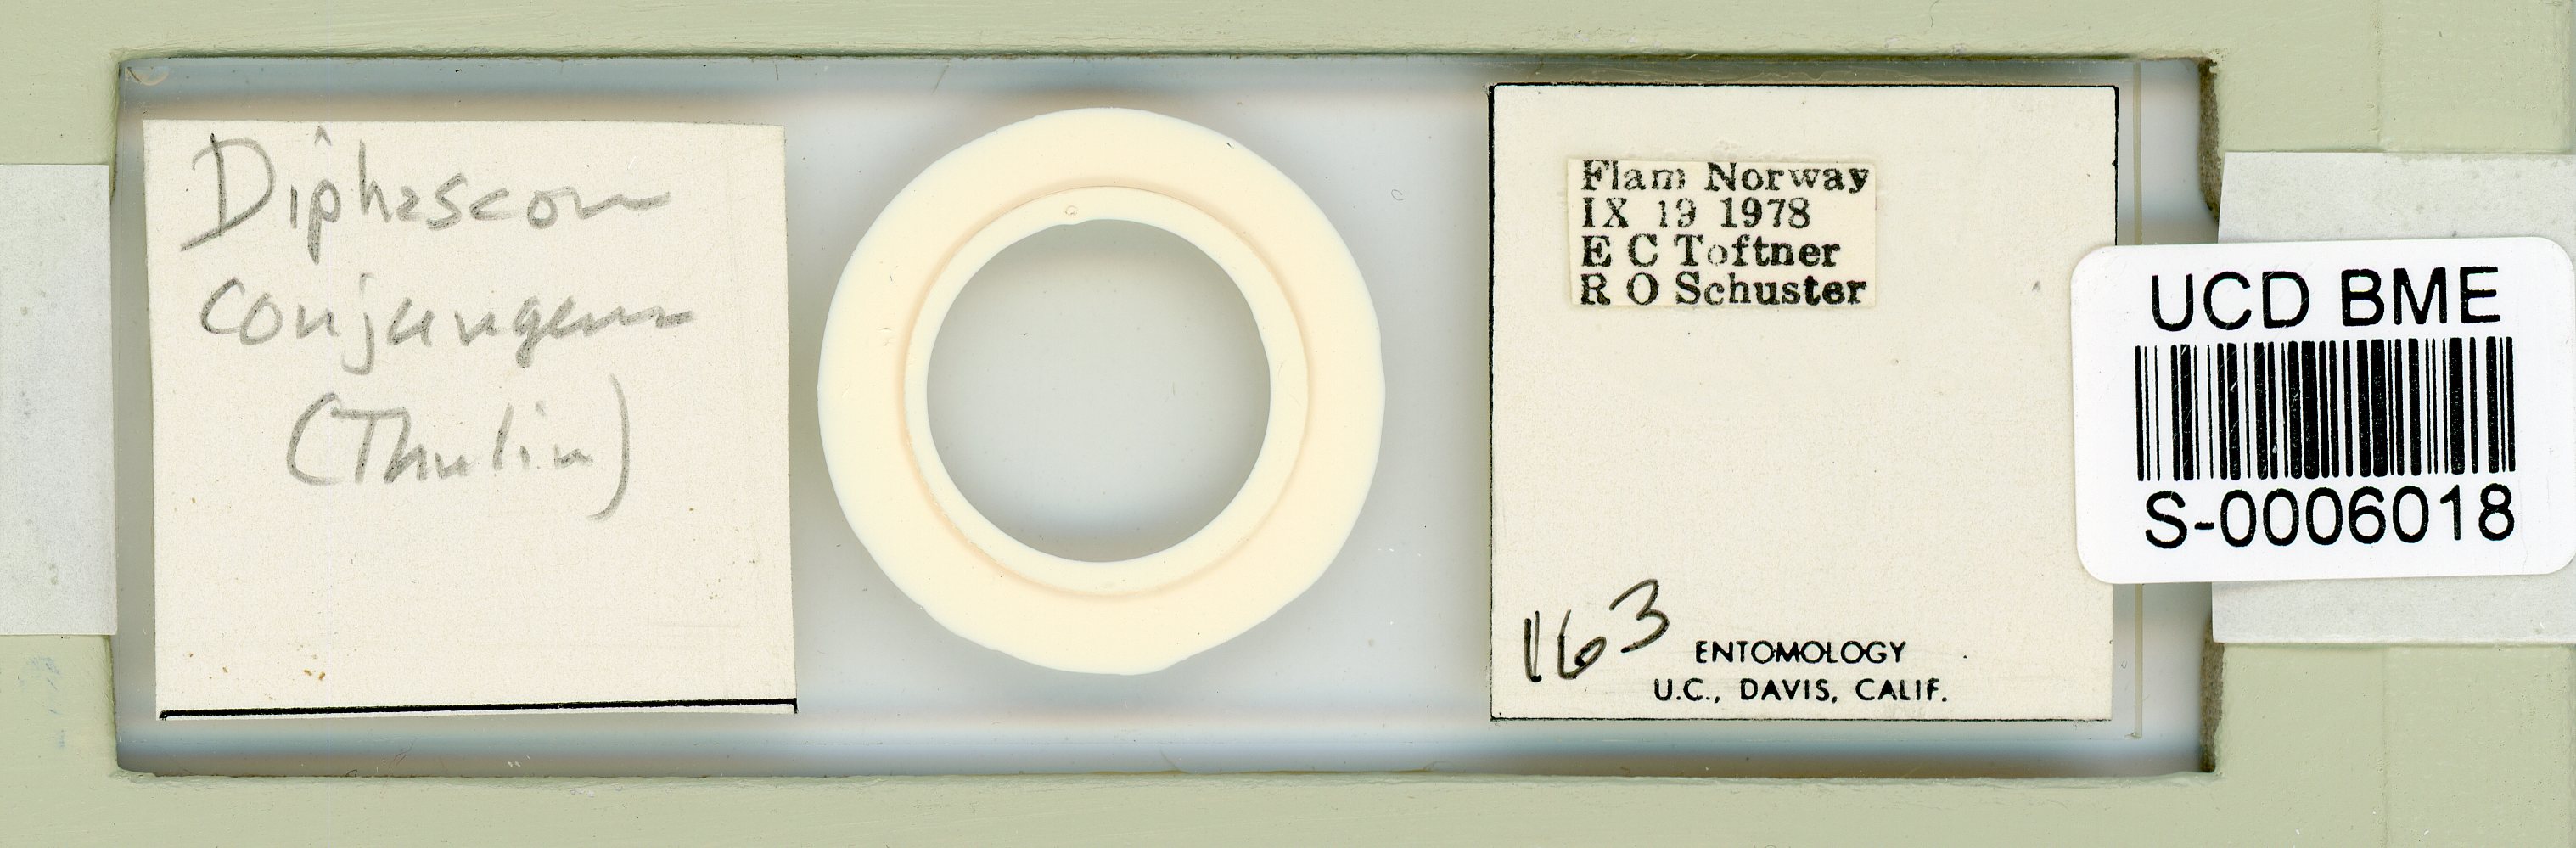 Diphascon
conjungens
(Thulin)
Flam Norway
IX 19 1978
E C Toftner
R O Schuster
163
ENTOMOLOGY
U.C., DAVIS, CALIF.
UCD BME
S-0006018